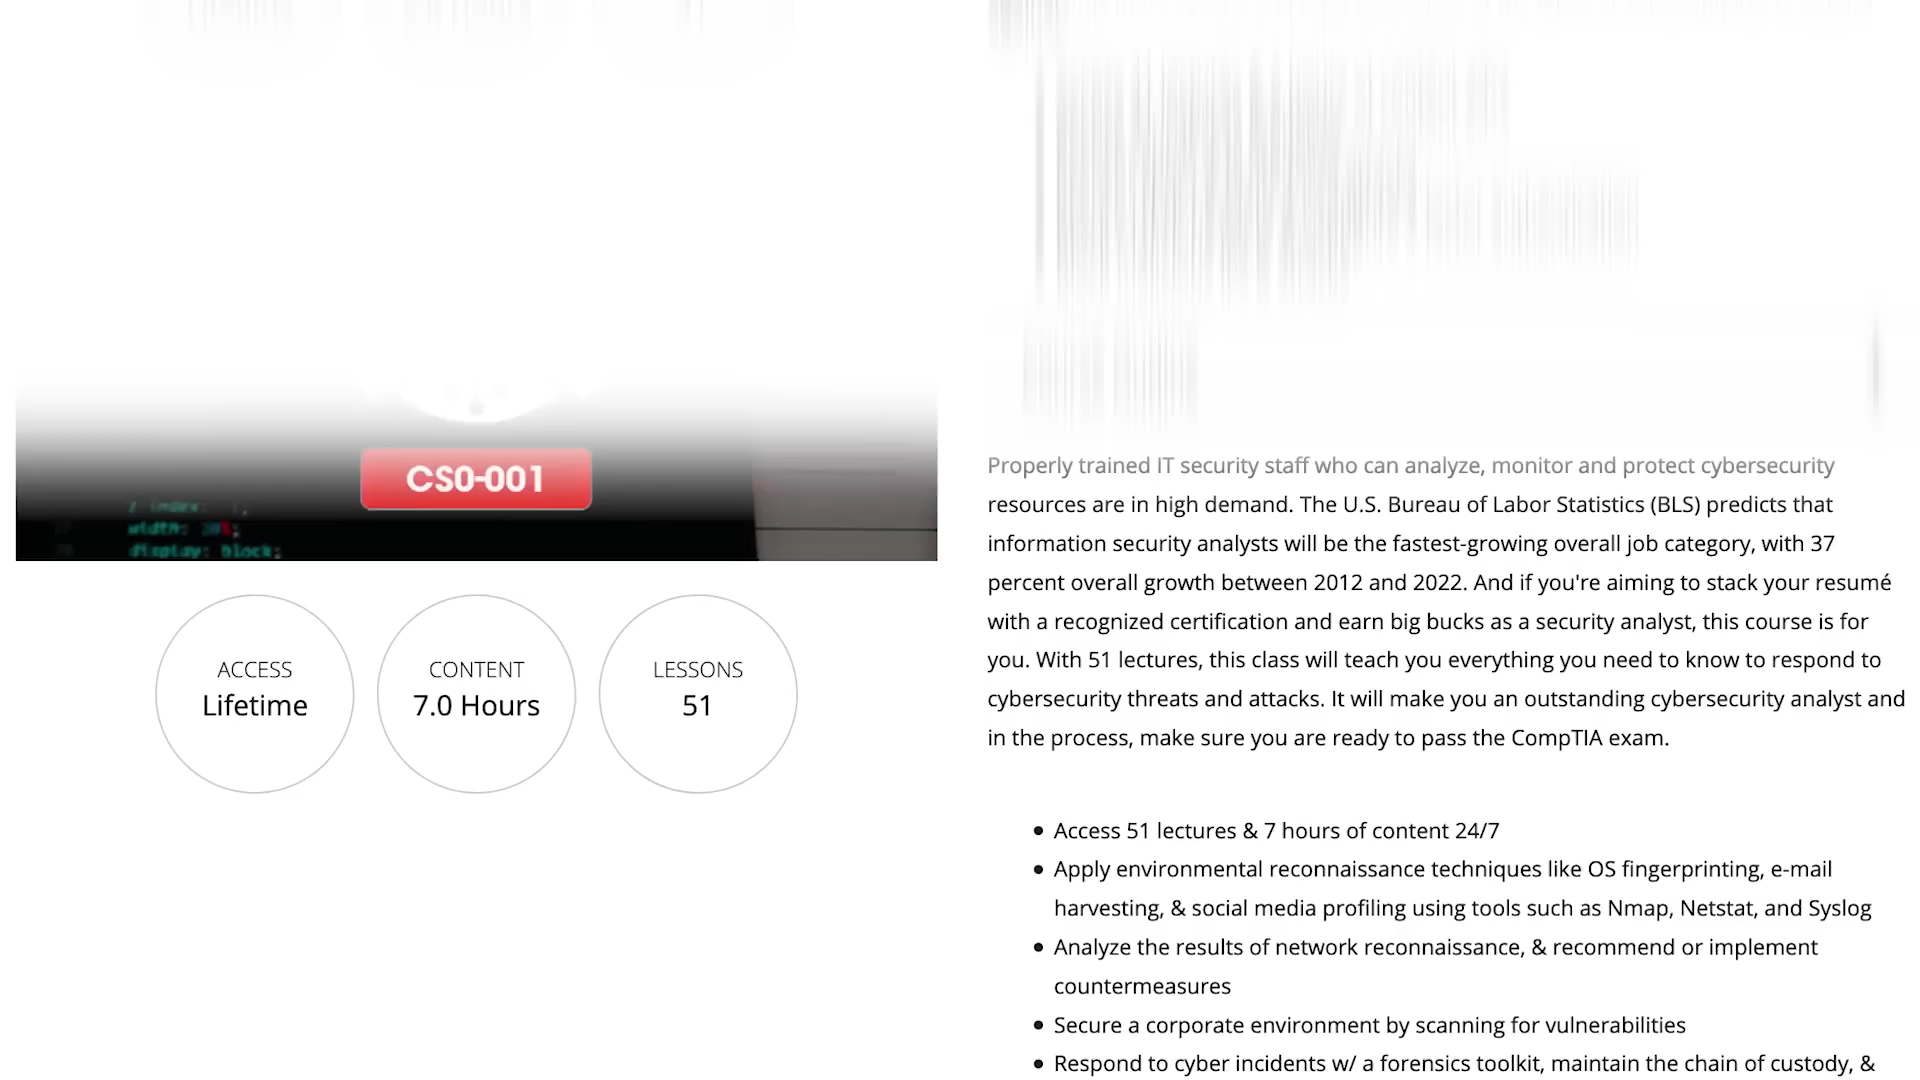 CS0-001
width: 
display: block;
ACCESS
Lifetime
CONTENT
7.0 Hours
LESSONS
51
Properly trained IT security staff who can analyze, monitor and protect cybersecurity
resources are in high demand. The U.S. Bureau of Labor Statistics (BLS) predicts that
information security analysts will be the fastest-growing overall job category, with 37
percent overall growth between 2012 and 2022. And if you're aiming to stack your resumé
with a recognized certification and earn big bucks as a security analyst, this course is for
you. With 51 lectures, this class will teach you everything you need to know to respond to
cybersecurity threats and attacks. It will make you an outstanding cybersecurity analyst and
in the process, make sure you are ready to pass the CompTIA exam.
• Access 51 lectures & 7 hours of content 24/7
• Apply environmental reconnaissance techniques like OS fingerprinting, e-mail
harvesting, & social media profiling using tools such as Nmap, Netstat, and Syslog
• Analyze the results of network reconnaissance, & recommend or implement
countermeasures
• Secure a corporate environment by scanning for vulnerabilities
• Respond to cyber incidents w/ a forensics toolkit, maintain the chain of custody, &